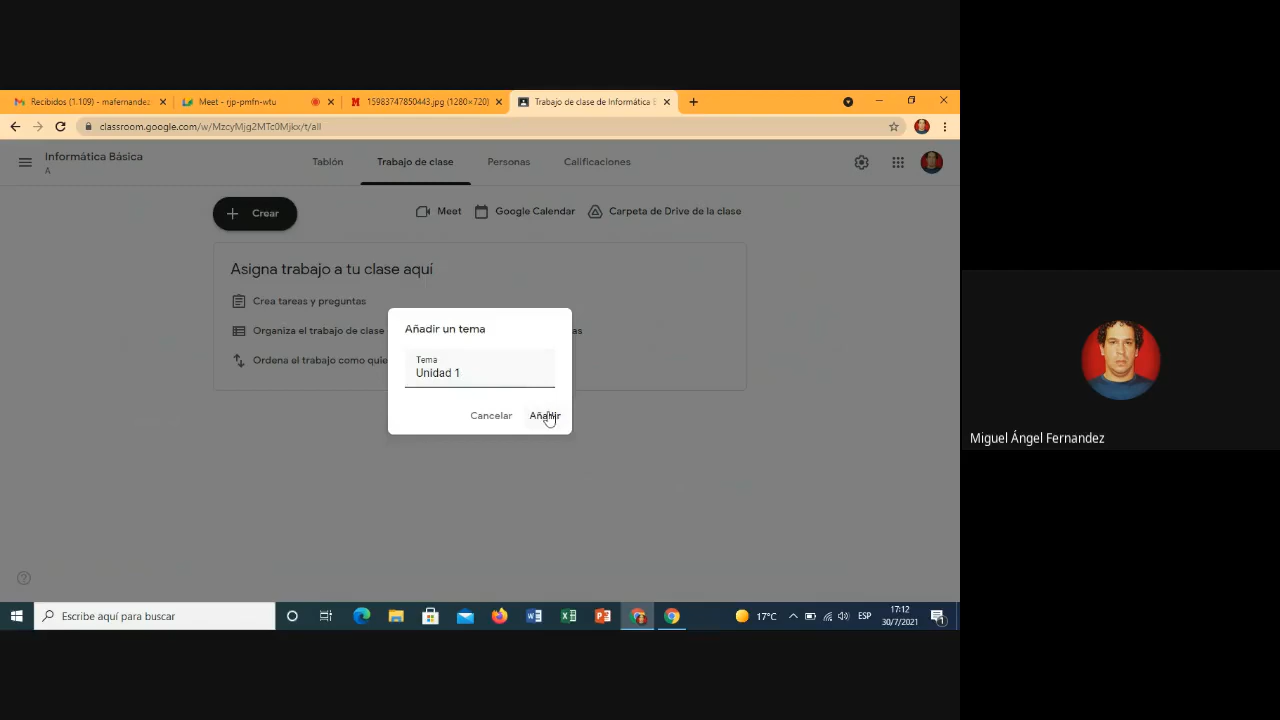 Recibidos (1.109) - mafernandez
Meet - rjp-pmfn-wtu
15983747850443.jpg (1280×720)
Trabajo de clase de Informática B
classroom.google.com/w/MzcyMjg2MTc0Mjkx/t/all
Informática Básica
A
Tablón
Trabajo de clase
Personas
Calificaciones
Crear
Meet
Google Calendar
Carpeta de Drive de la clase
Asigna trabajo a tu clase aquí
Crea tareas y preguntas
Organiza el trabajo de clase
as
Ordena el trabajo como quie
Añadir un tema
Tema
Unidad 1
Cancelar
Añadir
Miguel Ángel Fernandez
Escribe aquí para buscar
17°C
ESP
17:12
30/7/2021
1